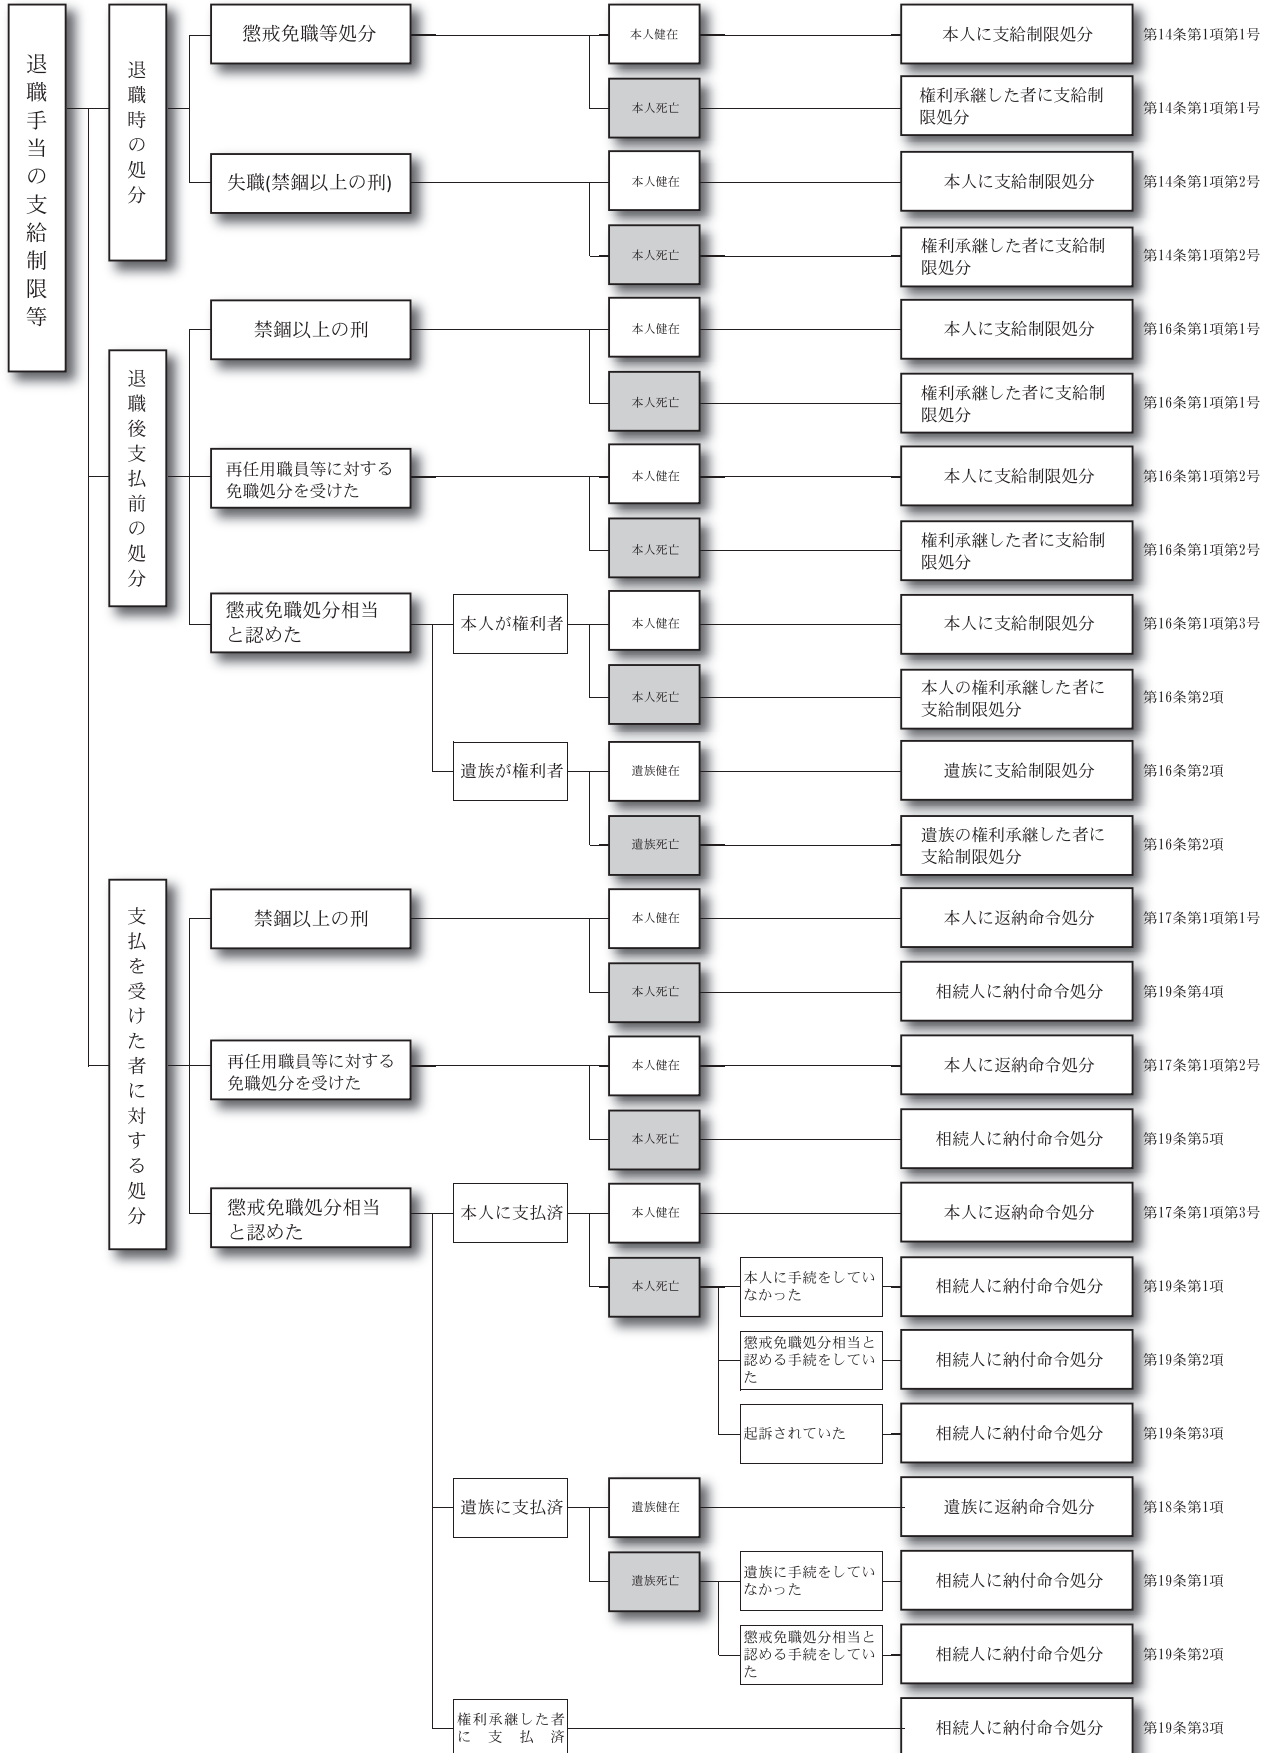 退職手当の支給制限等
退職時の処分
懲戒免職等処分
本人健在
本人に支給制限処分
第14条第1項第1号
本人死亡
権利承継した者に支給制
限処分
第14条第1項第1号
失職(禁錮以上の刑)
本人健在
本人に支給制限処分
第14条第1項第2号
本人死亡
権利承継した者に支給制
限処分
第14条第1項第2号
退職後支払前の処分
禁錮以上の刑
本人健在
本人に支給制限処分
第16条第1項第1号
本人死亡
権利承継した者に支給制
限処分
第16条第1項第1号
再任用職員等に対する
免職処分を受けた
本人健在
本人に支給制限処分
第16条第1項第2号
本人死亡
権利承継した者に支給制
限処分
第16条第1項第2号
懲戒免職処分相当
と認めた
本人が権利者
本人健在
本人に支給制限処分
第16条第1項第3号
本人死亡
本人の権利承継した者に
支給制限処分
第16条第2項
遺族が権利者
遺族健在
遺族に支給制限処分
第16条第2項
遺族死亡
遺族の権利承継した者に
支給制限処分
第16条第2項
支払を受けた者に対する処分
禁錮以上の刑
本人健在
本人に返納命令処分
第17条第1項第1号
本人死亡
相続人に納付命令処分
第19条第4項
再任用職員等に対する
免職処分を受けた
本人健在
本人に返納命令処分
第17条第1項第2号
本人死亡
相続人に納付命令処分
第19条第5項
懲戒免職処分相当
と認めた
本人に支払済
本人健在
本人に返納命令処分
第17条第1項第3号
本人死亡
本人に手続をしてい
なかった
相続人に納付命令処分
第19条第1項
懲戒免職処分相当と
認める手続をしてい
た
相続人に納付命令処分
第19条第2項
起訴されていた
相続人に納付命令処分
第19条第3項
遺族に支払済
遺族健在
遺族に返納命令処分
第18条第1項
遺族死亡
遺族に手続をしてい
なかった
相続人に納付命令処分
第19条第1項
懲戒免職処分相当と
認める手続をしてい
た
相続人に納付命令処分
第19条第2項
権利承継した者
に支払済
相続人に納付命令処分
第19条第3項